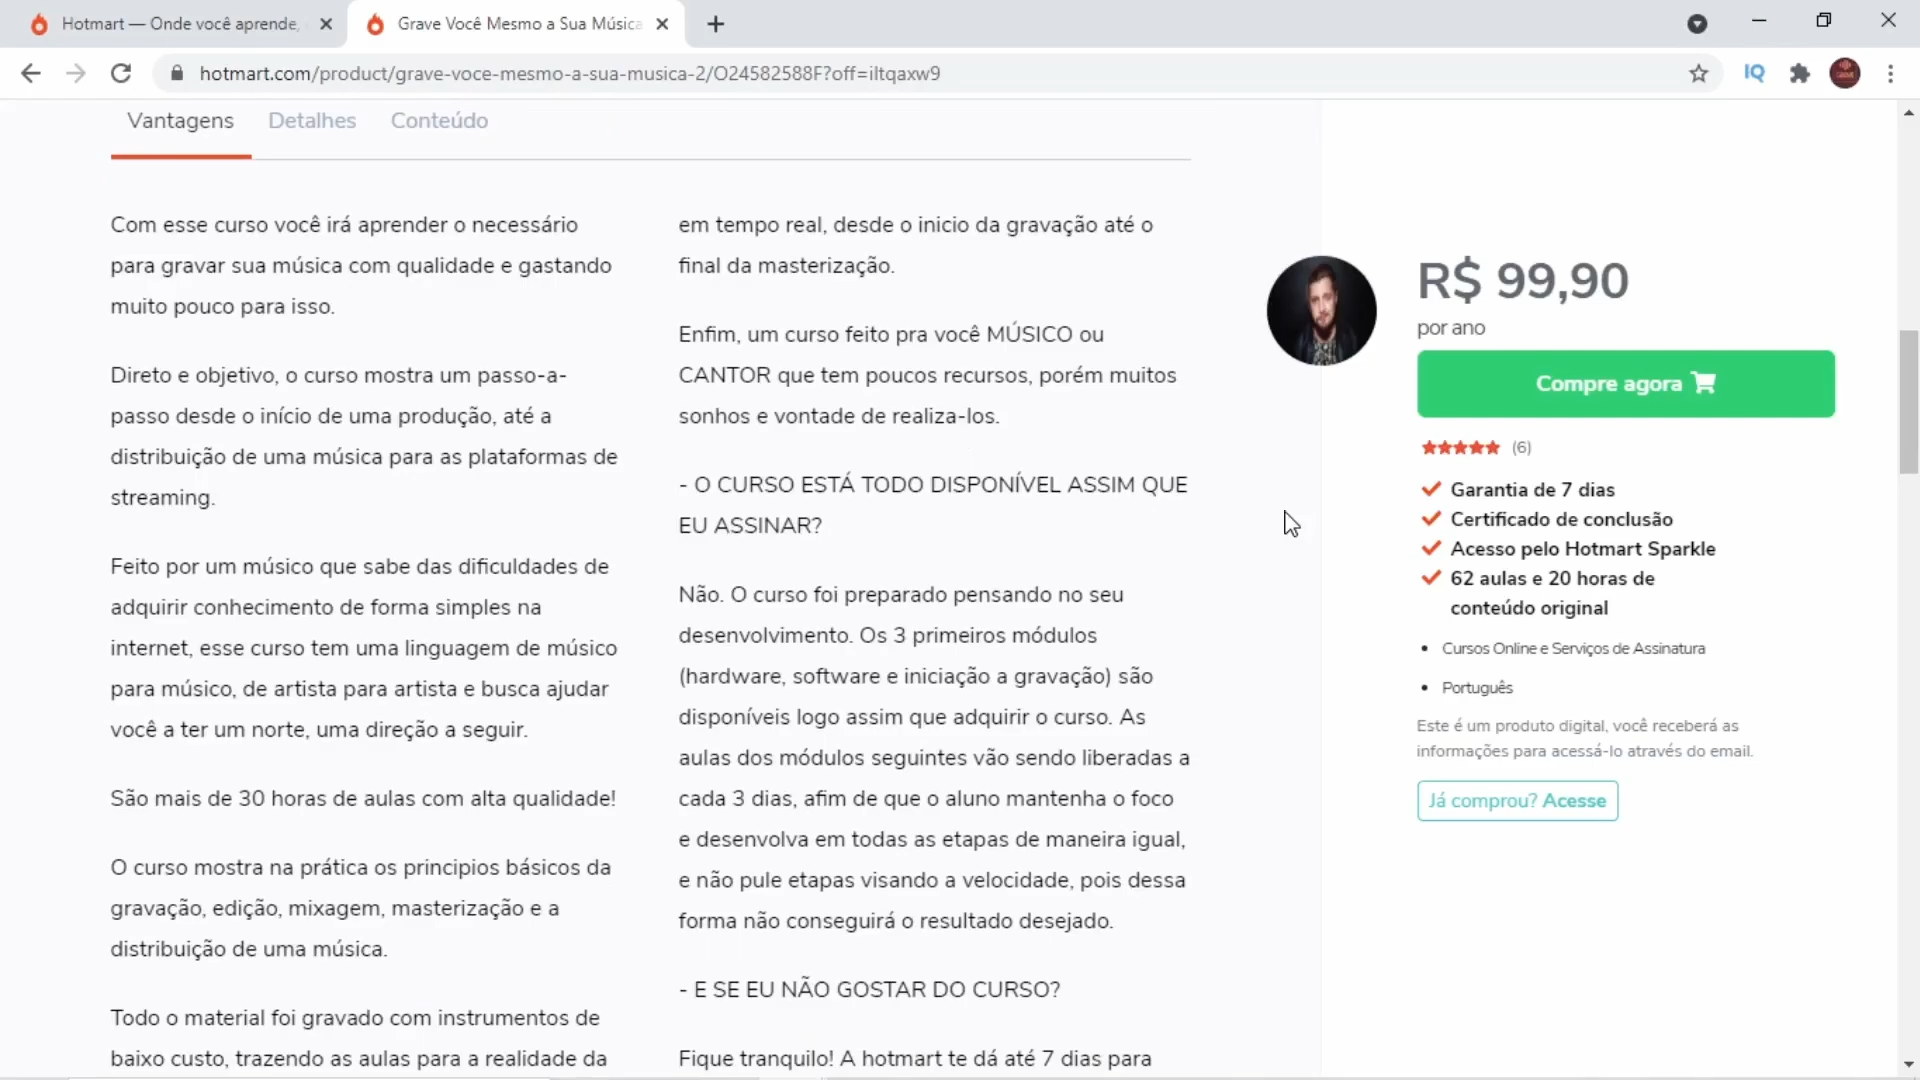 Hotmart — Onde você aprende,
Grave Você Mesmo a Sua Música
hotmart.com/product/grave-voce-mesmo-a-sua-musica-2/O24582588F?off=iltqaxw9
IQ
Vantagens
Detalhes
Conteúdo
Com esse curso você irá aprender o necessário
para gravar sua música com qualidade e gastando
muito pouco para isso.
Direto e objetivo, o curso mostra um passo-a-
passo desde o início de uma produção, até a
distribuição de uma música para as plataformas de
streaming.
Feito por um músico que sabe das dificuldades de
adquirir conhecimento de forma simples na
internet, esse curso tem uma linguagem de músico
para músico, de artista para artista e busca ajudar
você a ter um norte, uma direção a seguir.
São mais de 30 horas de aulas com alta qualidade!
O curso mostra na prática os principios básicos da
gravação, edição, mixagem, masterização e a
distribuição de uma música.
Todo o material foi gravado com instrumentos de
baixo custo, trazendo as aulas para a realidade da
em tempo real, desde o inicio da gravação até o
final da masterização.
Enfim, um curso feito pra você MÚSICO ou
CANTOR que tem poucos recursos, porém muitos
sonhos e vontade de realiza-los.
- O CURSO ESTÁ TODO DISPONÍVEL ASSIM QUE
EU ASSINAR?
Não. O curso foi preparado pensando no seu
desenvolvimento. Os 3 primeiros módulos
(hardware, software e iniciação a gravação) são
disponíveis logo assim que adquirir o curso. As
aulas dos módulos seguintes vão sendo liberadas a
cada 3 dias, afim de que o aluno mantenha o foco
e desenvolva em todas as etapas de maneira igual,
e não pule etapas visando a velocidade, pois dessa
forma não conseguirá o resultado desejado.
- E SE EU NÃO GOSTAR DO CURSO?
Fique tranquilo! A hotmart te dá até 7 dias para
R$ 99,90
por ano
Compre agora
(6)
Garantia de 7 dias
Certificado de conclusão
Acesso pelo Hotmart Sparkle
62 aulas e 20 horas de
conteúdo original
Cursos Online e Serviços de Assinatura
Português
Este é um produto digital, você receberá as
informações para acessá-lo através do email.
Já comprou? Acesse